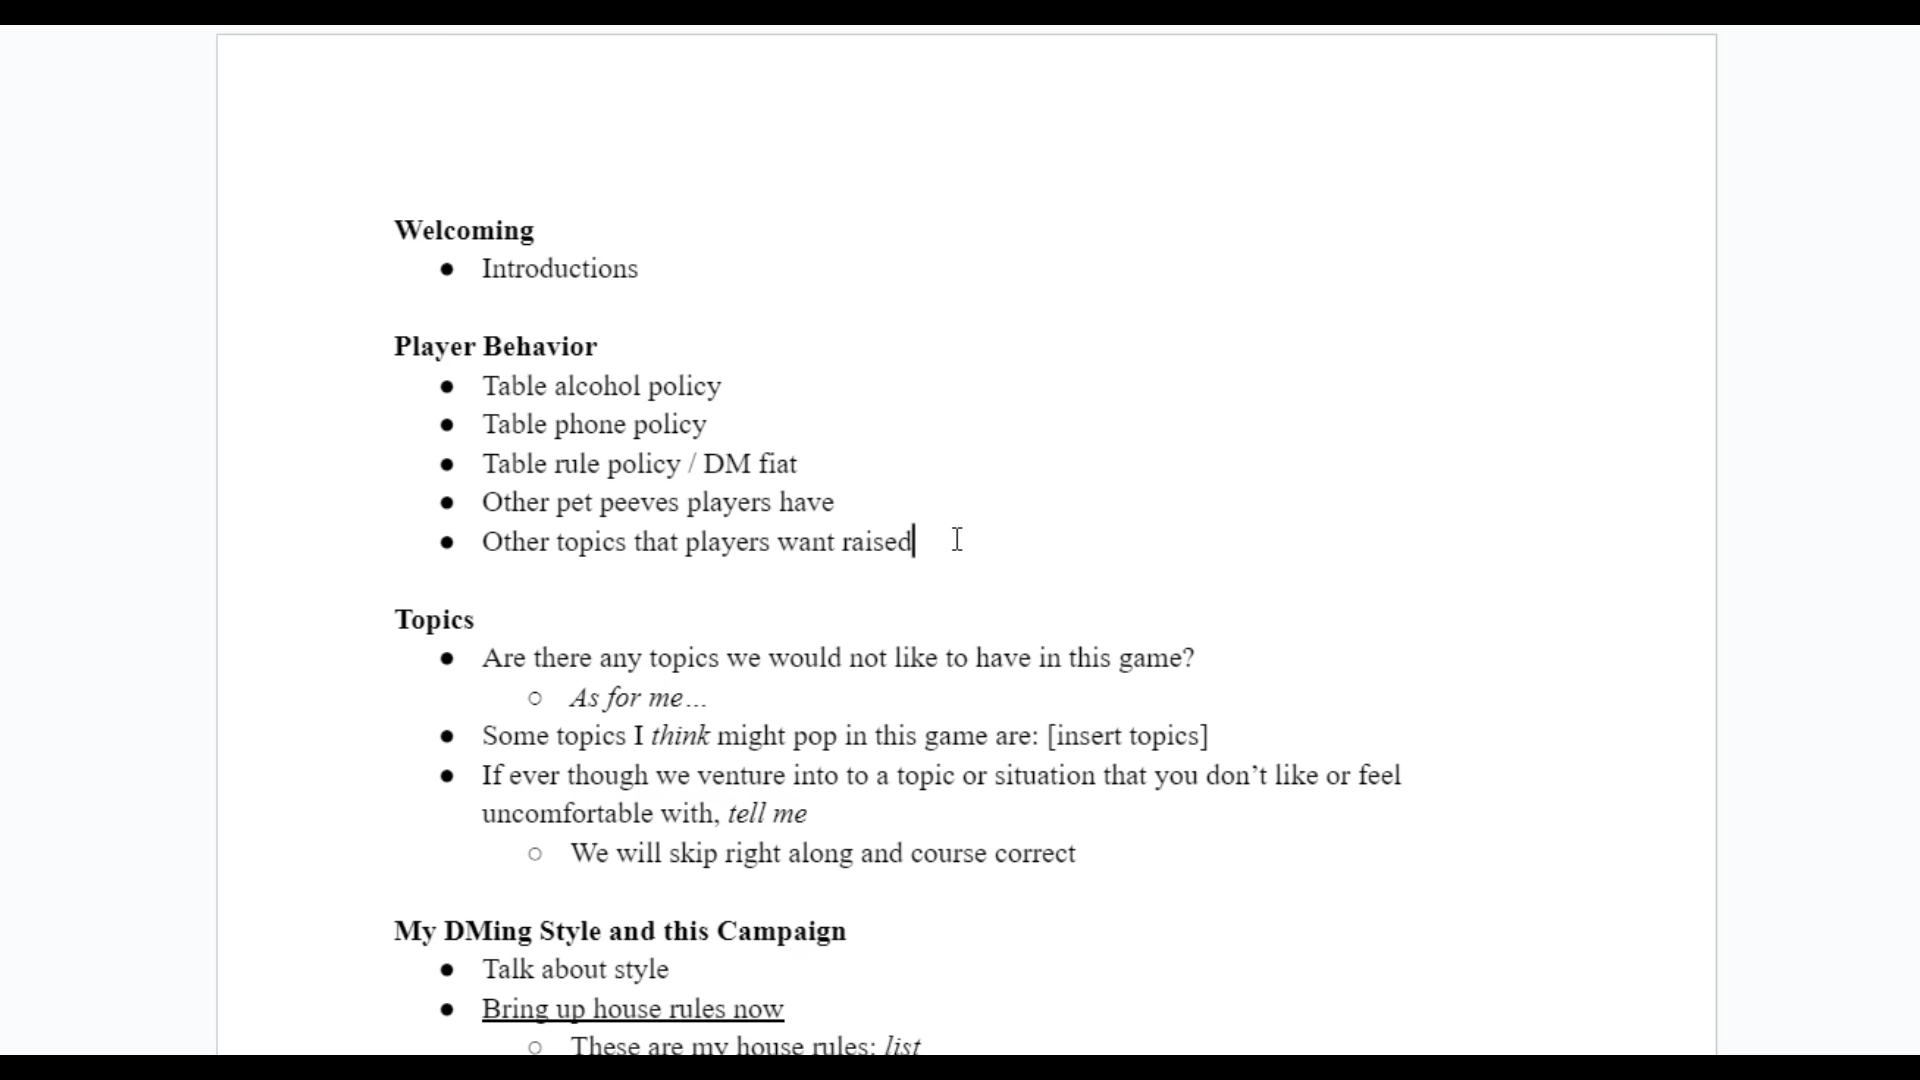 Welcoming
● Introductions
Player Behavior
● Table alcohol policy
● Table phone policy
● Table rule policy / DM fiat
● Other pet peeves players have
● Other topics that players want raised
Topics
● Are there any topics we would not like to have in this game?
○ As for me…
● Some topics I think might pop in this game are: [insert topics]
● If ever though we venture into to a topic or situation that you don’t like or feel
uncomfortable with, tell me
○ We will skip right along and course correct
My DMing Style and this Campaign
● Talk about style
● Bring up house rules now
○ These are my house rules: list